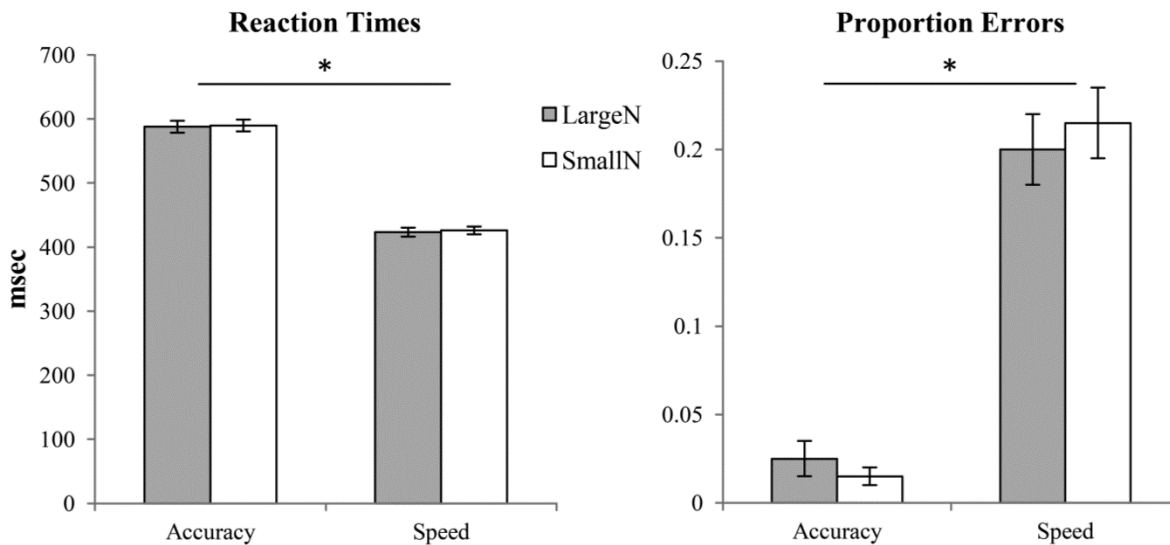 Reaction Times
700
600
500
400
300
200
100
0
msec
*
Accuracy
Speed
LargeN
SmallN
Proportion Errors
0.25
0.2
0.15
0.1
0.05
0
*
Accuracy
Speed